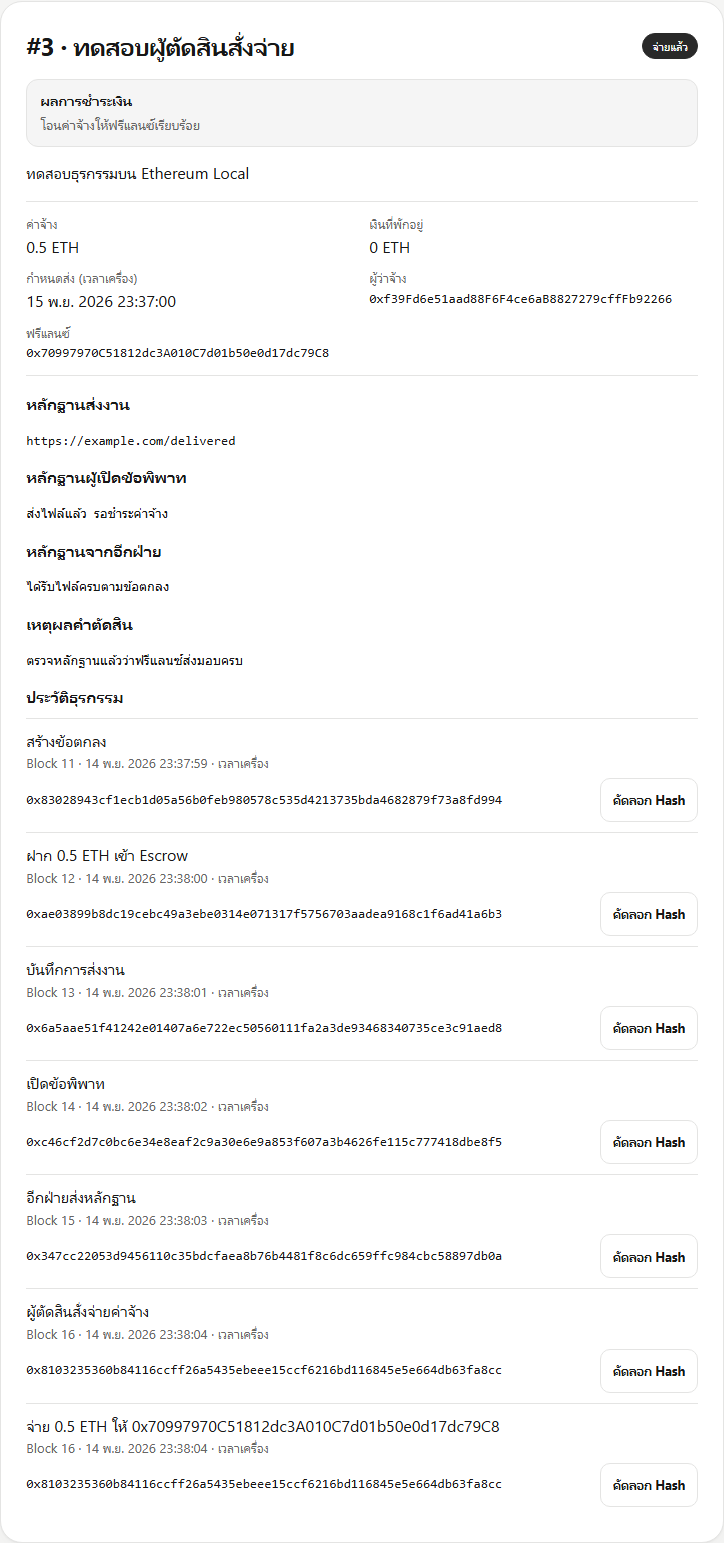 #3 · ทดสอบผู้ตัดสินสั่งจ่าย
จ่ายแล้ว
ผลการชำระเงิน
โอนค่าจ้างให้ฟรีแลนซ์เรียบร้อย
ทดสอบธุรกรรมบน Ethereum Local
ค่าจ้าง
0.5 ETH
เงินที่พักอยู่
0 ETH
กำหนดส่ง (เวลาเครื่อง)
15 พ.ย. 2026 23:37:00
ผู้ว่าจ้าง
0xf39Fd6e51aad88F6F4ce6aB8827279cffFb92266
ฟรีแลนซ์
0x70997970C51812dc3A010C7d01b50e0d17dc79C8
หลักฐานส่งงาน
https://example.com/delivered
หลักฐานผู้เปิดข้อพิพาท
ส่งไฟล์แล้ว รอชำระค่าจ้าง
หลักฐานจากอีกฝ่าย
ได้รับไฟล์ครบตามข้อตกลง
เหตุผลคำตัดสิน
ตรวจหลักฐานแล้วว่าฟรีแลนซ์ส่งมอบครบ
ประวัติธุรกรรม
สร้างข้อตกลง
Block 11 · 14 พ.ย. 2026 23:37:59 · เวลาเครื่อง
0x83028943cf1ecb1d05a56b0feb980578c535d4213735bda4682879f73a8fd994
คัดลอก Hash
ฝาก 0.5 ETH เข้า Escrow
Block 12 · 14 พ.ย. 2026 23:38:00 · เวลาเครื่อง
0xae03899b8dc19cebc49a3ebe0314e071317f5756703aadea9168c1f6ad41a6b3
คัดลอก Hash
บันทึกการส่งงาน
Block 13 · 14 พ.ย. 2026 23:38:01 · เวลาเครื่อง
0x6a5aae51f41242e01407a6e722ec50560111fa2a3de93468340735ce3c91aed8
คัดลอก Hash
เปิดข้อพิพาท
Block 14 · 14 พ.ย. 2026 23:38:02 · เวลาเครื่อง
0xc46cf2d7c0bc6e34e8eaf2c9a30e6e9a853f607a3b4626fe115c777418dbe8f5
คัดลอก Hash
อีกฝ่ายส่งหลักฐาน
Block 15 · 14 พ.ย. 2026 23:38:03 · เวลาเครื่อง
0x347cc22053d9456110c35bdcfaea8b76b4481f8c6dc659ffc984cbc58897db0a
คัดลอก Hash
ผู้ตัดสินสั่งจ่ายค่าจ้าง
Block 16 · 14 พ.ย. 2026 23:38:04 · เวลาเครื่อง
0x8103235360b84116ccff26a5435ebeee15ccf6216bd116845e5e664db63fa8cc
คัดลอก Hash
จ่าย 0.5 ETH ให้ 0x70997970C51812dc3A010C7d01b50e0d17dc79C8
Block 16 · 14 พ.ย. 2026 23:38:04 · เวลาเครื่อง
0x8103235360b84116ccff26a5435ebeee15ccf6216bd116845e5e664db63fa8cc
คัดลอก Hash